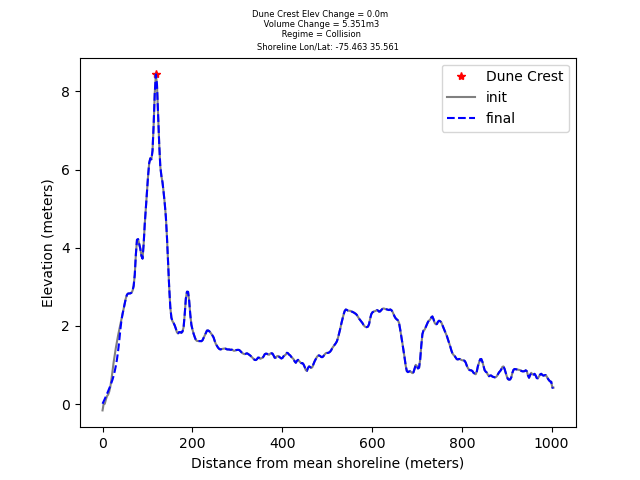 Dune Crest Elev Change = 0.0m
Volume Change = 5.351m3
Regime = Collision
Shoreline Lon/Lat: -75.463 35.561
Dune Crest
init
final
Elevation (meters)
8
6
4
2
0
0 200 400 600 800 1000
Distance from mean shoreline (meters)